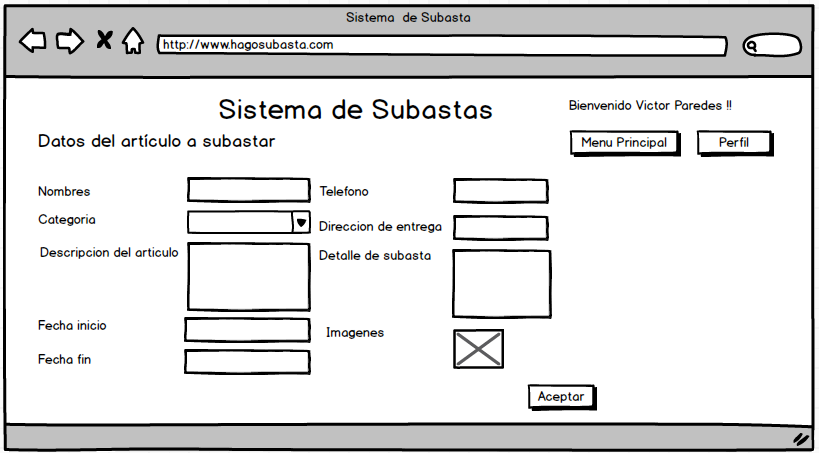 Sistema de Subasta
http://www.hagosubasta.com
Sistema de Subastas
Bienvenido Victor Paredes !!
Datos del artículo a subastar
Menu Principal
Perfil
Nombres
Telefono
Categoria
Direccion de entrega
Descripcion del articulo
Detalle de subasta
Fecha inicio
Imagenes
Fecha fin
Aceptar